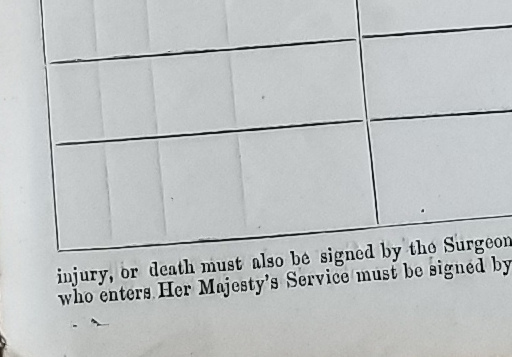 injury, or death must also be signed by the Surgeon
who enters Her Majesty's Service must be signed by